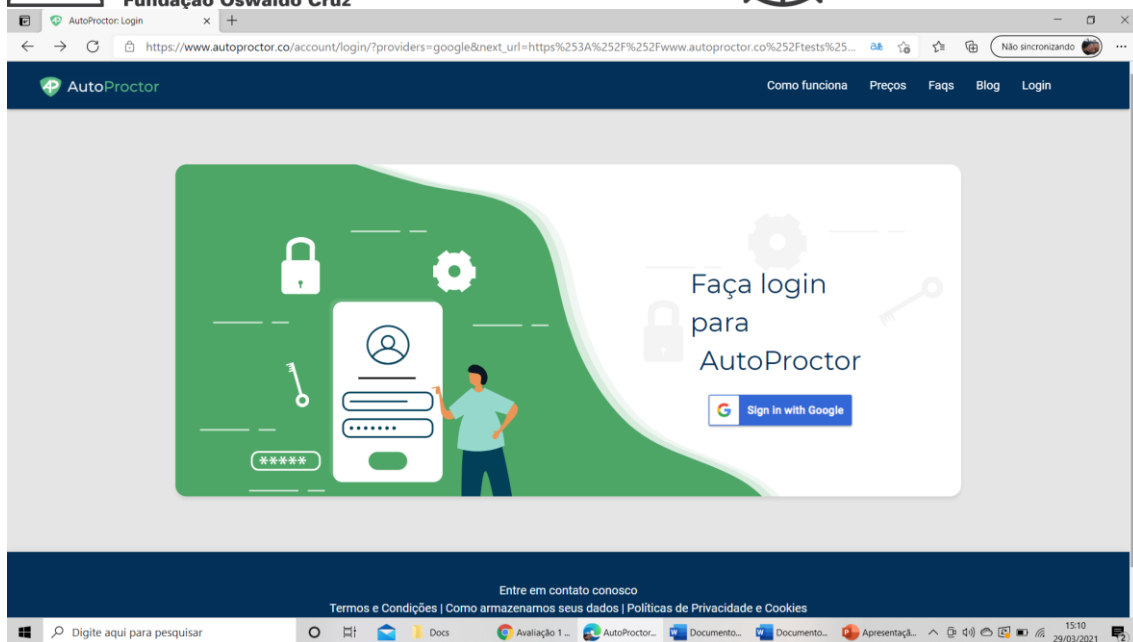 Fundação Oswaldo Cruz
AutoProctor: Login
https://www.autoproctor.co/account/login/?providers=google&next_url=https%253A%252F%252Fwww.autoproctor.co%252Ftests%25...
Não sincronizando
AutoProctor
Como funciona Preços Faqs Blog Login
Faça login
para
AutoProctor
Sign in with Google
*****
Entre em contato conosco
Termos e Condições | Como armazenamos seus dados | Políticas de Privacidade e Cookies
Digite aqui para pesquisar
Docs
Avaliação 1 ...
AutoProctor...
Documento...
Documento...
Apresentaçã...
15:10
29/03/2021